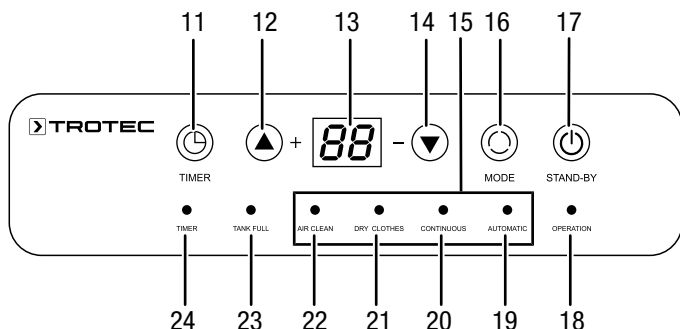 11 12 13 14 15 16 17
TROTEC
+ 88 -
TIMER MODE STAND-BY
TIMER TANK FULL AIR CLEAN DRY CLOTHES CONTINUOUS AUTOMATIC OPERATION
24 23 22 21 20 19 18